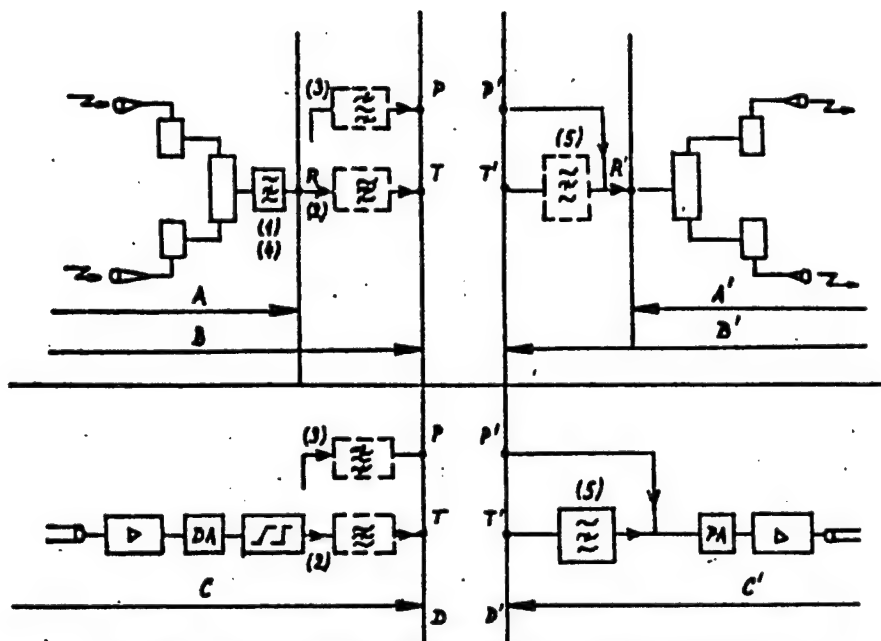 (3)
P
P'
(5)
R
T
T'
R'
(2)
(1)
(4)
A
A'
B
B'
(3)
P
P'
(5)
DA
T
T'
PA
(2)
C
C'
D
D'